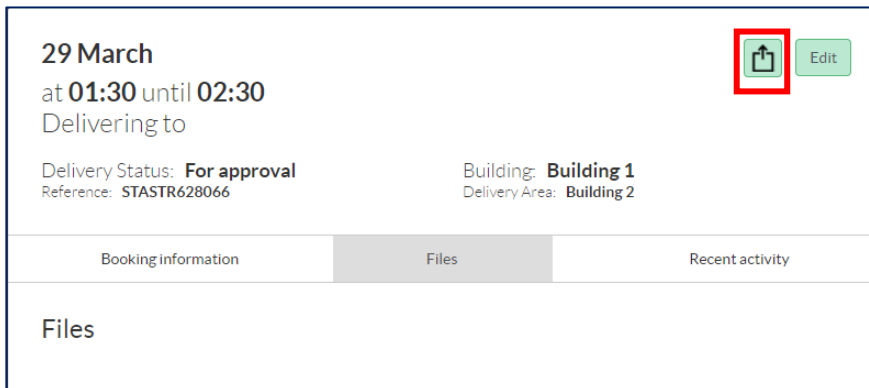 29 March
Edit
at 01:30 until 02:30
Delivering to
Delivery Status: For approval
Building: Building 1
Reference: STASTR628066
Delivery Area: Building 2
Booking information
Files
Recent activity
Files